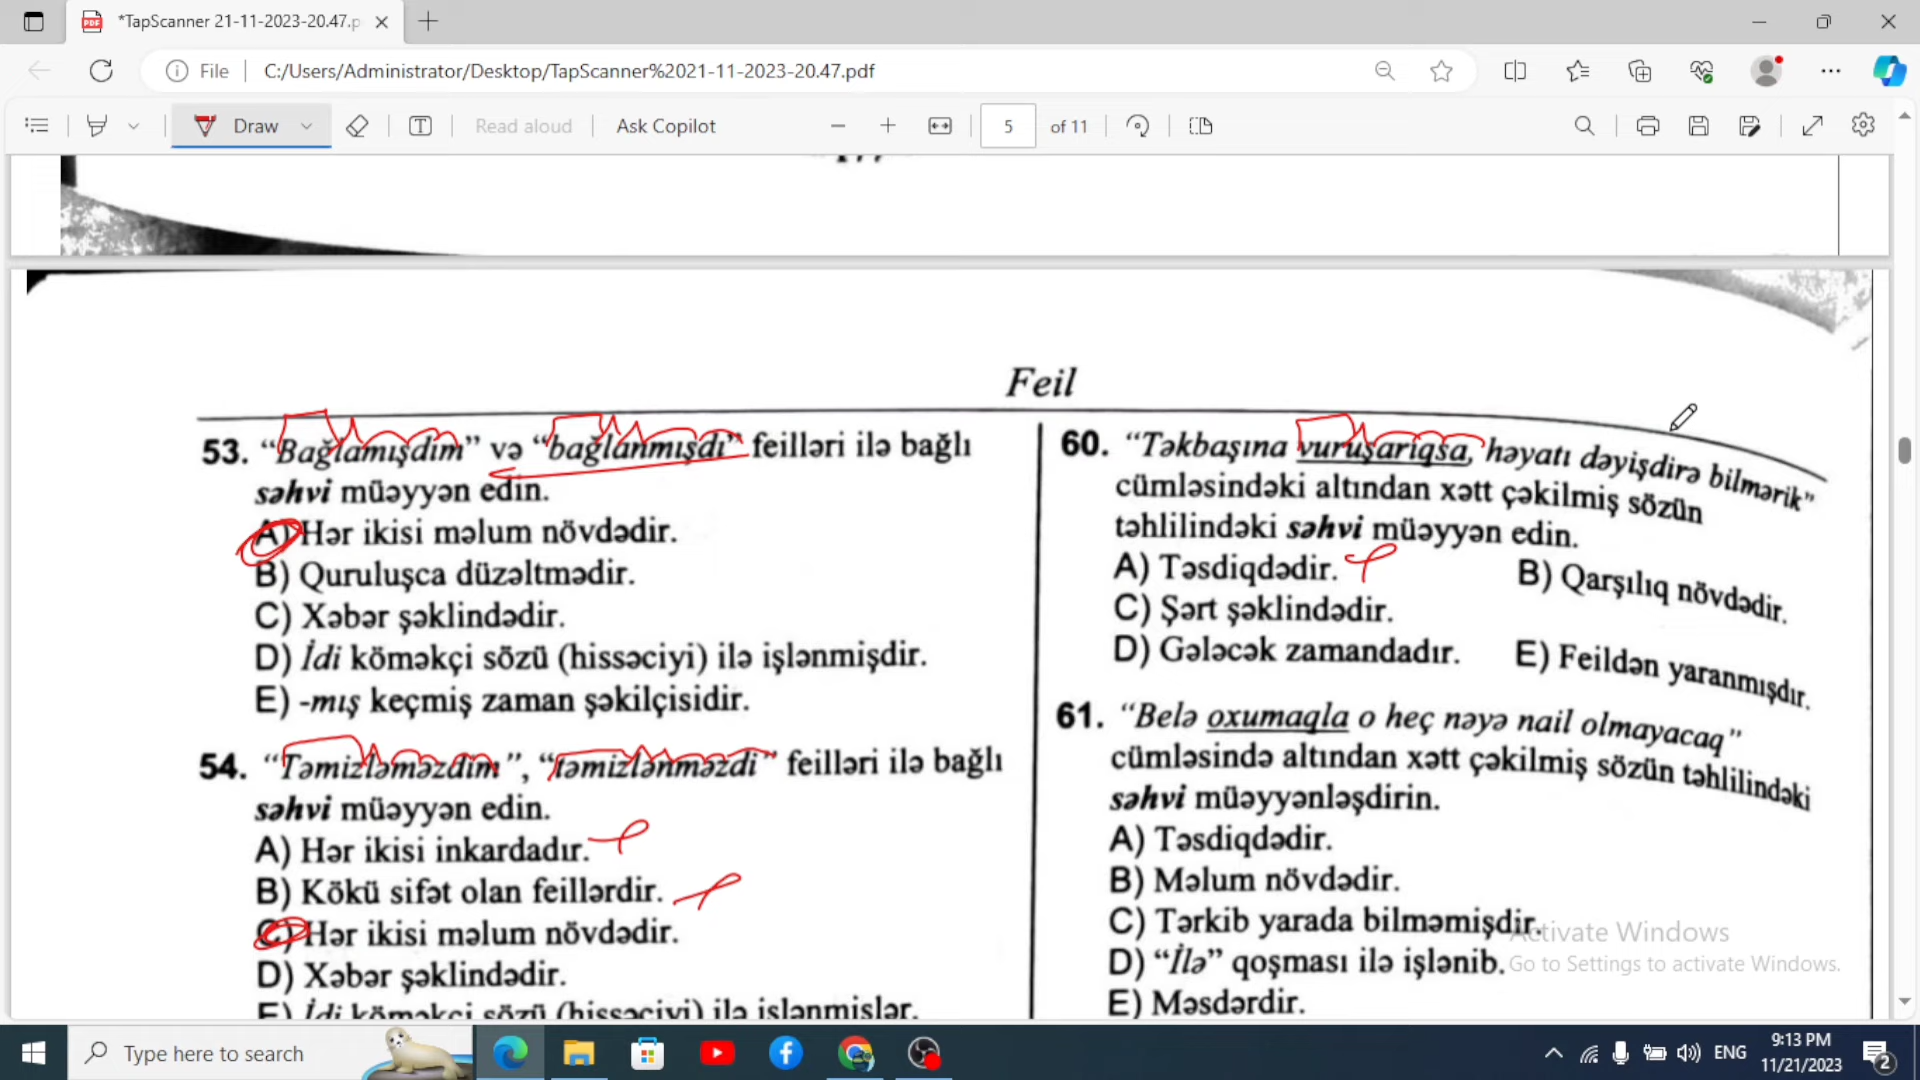 *TapScanner 21-11-2023-20.47.p
File
C:/Users/Administrator/Desktop/TapScanner%2021-11-2023-20.47.pdf
Draw
Read aloud
Ask Copilot
5
of 11
Feil
53. “Bağlamışdım” və “bağlanmışdı” feilləri ilə bağlı
səhvi müəyyən edin.
A) Hər ikisi məlum növdədir.
B) Quruluşca düzəltmədir.
C) Xəbər şəklindədir.
D) İdi köməkçi sözü (hissəciyi) ilə işlənmişdir.
E) -mış keçmiş zaman şəkilçisidir.
54. “Təmizləməzdim”, “təmizlənməzdi” feilləri ilə bağlı
səhvi müəyyən edin.
A) Hər ikisi inkardadır.
B) Kökü sifət olan feillərdir.
C) Hər ikisi məlum növdədir.
D) Xəbər şəklindədir.
E) İdi köməkçi sözü (hissəciyi) ilə işlənmişlər.
60. “Təkbaşına vuruşarıqsa, həyatı dəyişdirə bilmərik”
cümləsindəki altından xətt çəkilmiş sözün
təhlilindəki səhvi müəyyən edin.
A) Təsdiqdədir.
B) Qarşılıq növdədir.
C) Şərt şəklindədir.
D) Gələcək zamandadır.
E) Feildən yaranmışdır.
61. “Belə oxumaqla o heç nəyə nail olmayacaq”
cümləsində altından xətt çəkilmiş sözün təhlilindəki
səhvi müəyyənləşdirin.
A) Təsdiqdədir.
B) Məlum növdədir.
C) Tərkib yarada bilməmişdir.
D) “İlə” qoşması ilə işlənib.
E) Məsdərdir.
Activate Windows
Go to Settings to activate Windows.
Type here to search
ENG
9:13 PM
11/21/2023
2